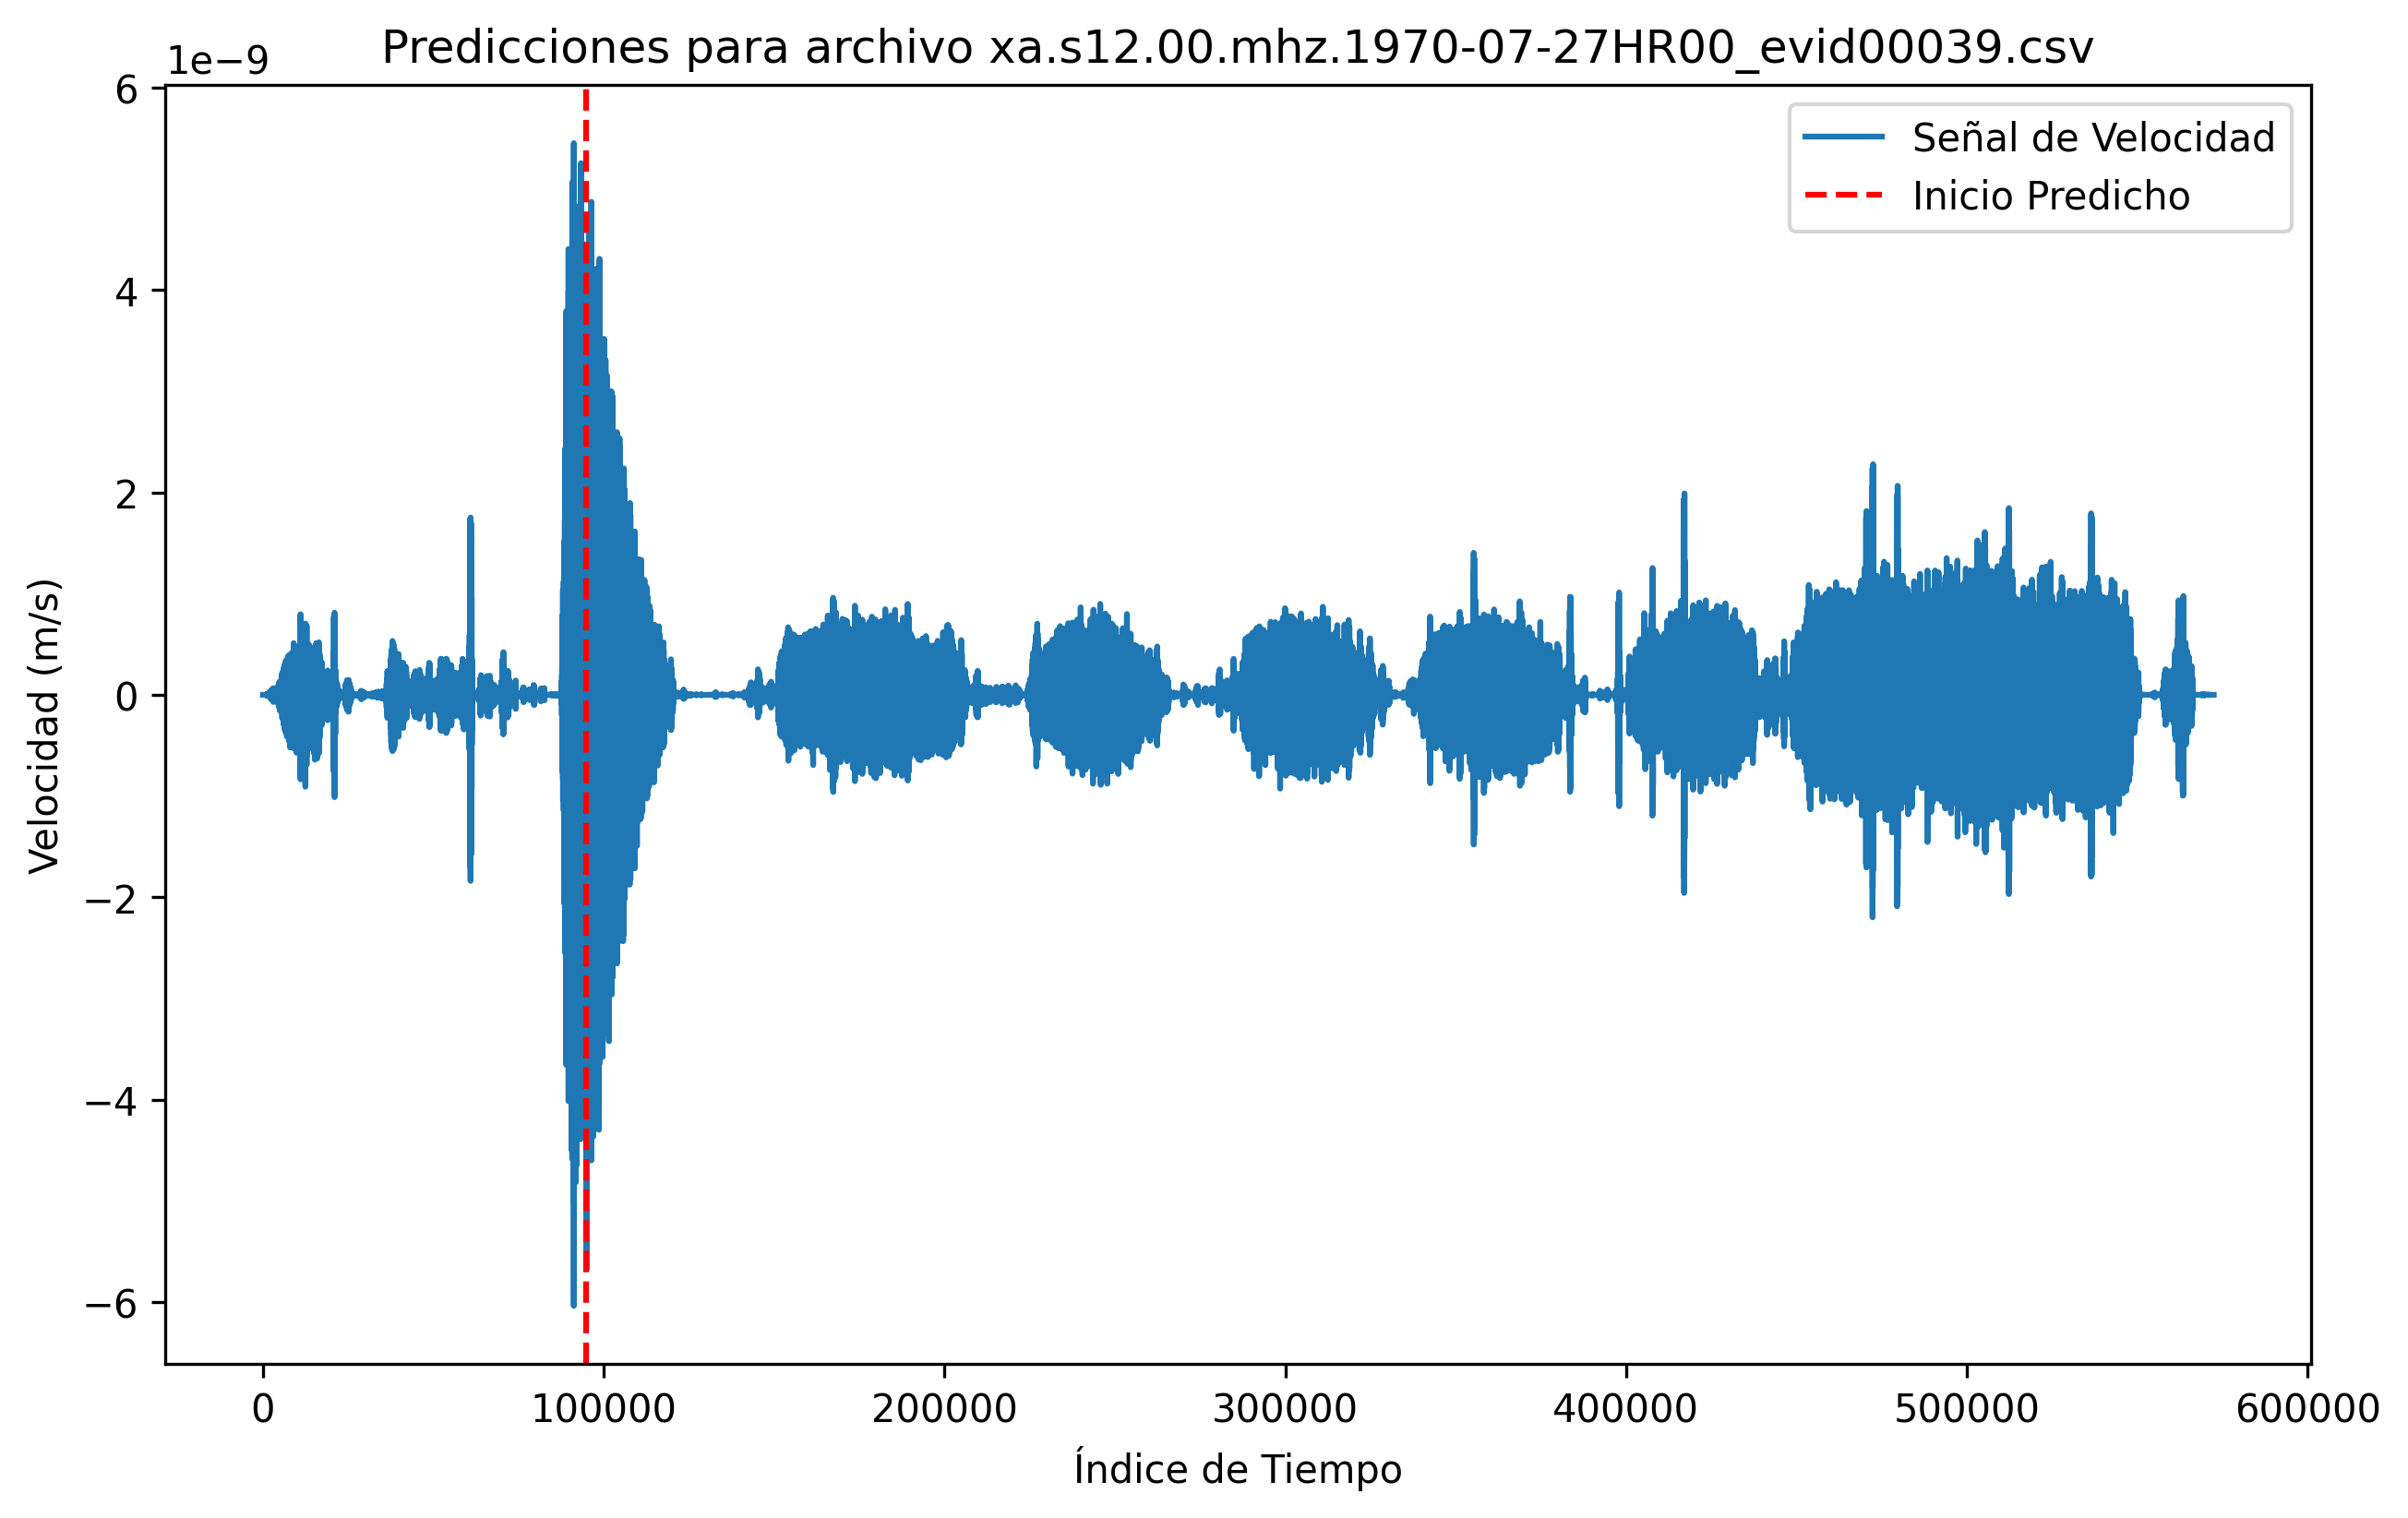 Predicciones para archivo xa.s12.00.mhz.1970-07-27HR00_evid00039.csv
1e−9
Señal de Velocidad
Inicio Predicho
6
4
2
0
−2
−4
−6
Velocidad (m/s)
0 100000 200000 300000 400000 500000 600000
Índice de Tiempo